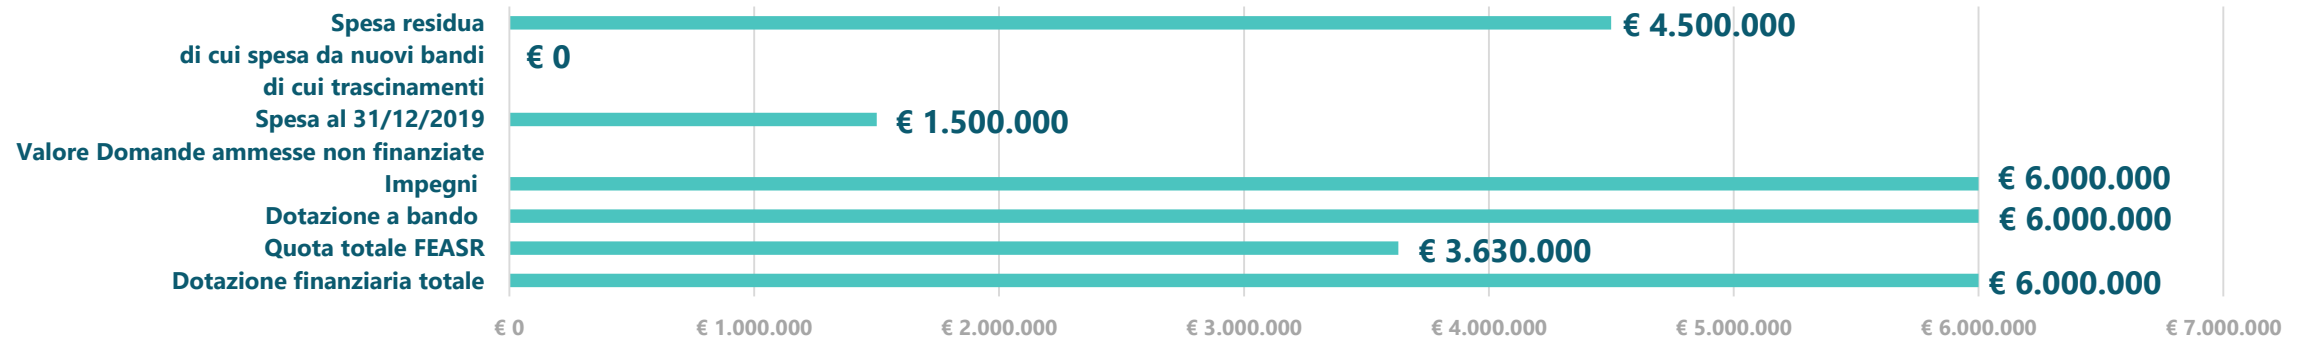 Spesa residua
€ 4.500.000
di cui spesa da nuovi bandi
€ 0
di cui trascinamenti
Spesa al 31/12/2019
€ 1.500.000
Valore Domande ammesse non finanziate
Impegni
€ 6.000.000
Dotazione a bando
€ 6.000.000
Quota totale FEASR
€ 3.630.000
Dotazione finanziaria totale
€ 6.000.000
€ 0
€ 1.000.000
€ 2.000.000
€ 3.000.000
€ 4.000.000
€ 5.000.000
€ 6.000.000
€ 7.000.000